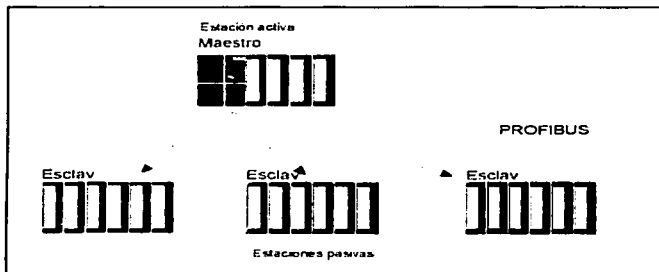 Estación activa
Maestro
PROFIBUS
Esclav
Esclav
Esclav
Estaciones pasivas